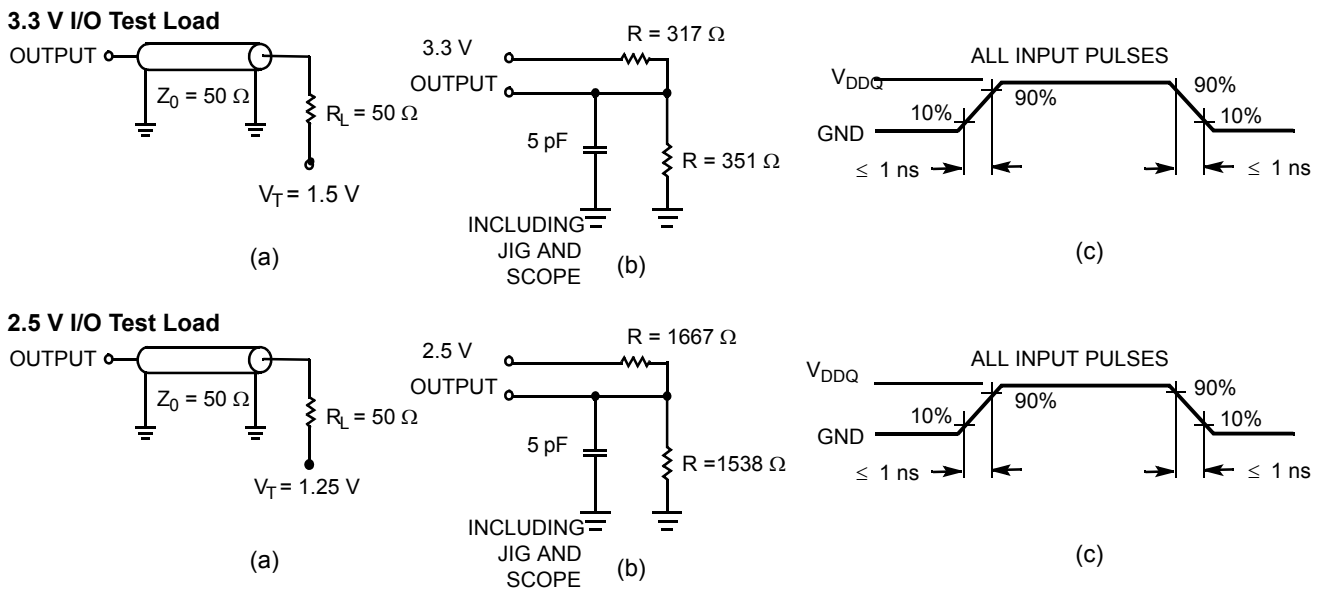 3.3 V I/O Test Load
OUTPUT
Z0 = 50 Ω
RL = 50 Ω
VT = 1.5 V
(a)
3.3 V
OUTPUT
R = 317 Ω
5 pF
R = 351 Ω
INCLUDING
JIG AND
SCOPE
(b)
ALL INPUT PULSES
VDDQ
GND
10%
90%
90%
10%
≤ 1 ns
≤ 1 ns
(c)
2.5 V I/O Test Load
OUTPUT
Z0 = 50 Ω
RL = 50 Ω
VT = 1.25 V
(a)
2.5 V
OUTPUT
R = 1667 Ω
5 pF
R =1538 Ω
INCLUDING
JIG AND
SCOPE
(b)
ALL INPUT PULSES
VDDQ
GND
10%
90%
90%
10%
≤ 1 ns
≤ 1 ns
(c)